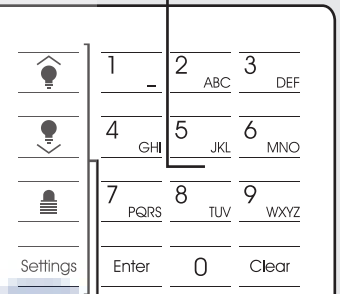 1 2 3
_ ABC DEF
4 5 6
GHI JKL MNO
7 8 9
PQRS TUV WXYZ
Settings Enter 0 Clear